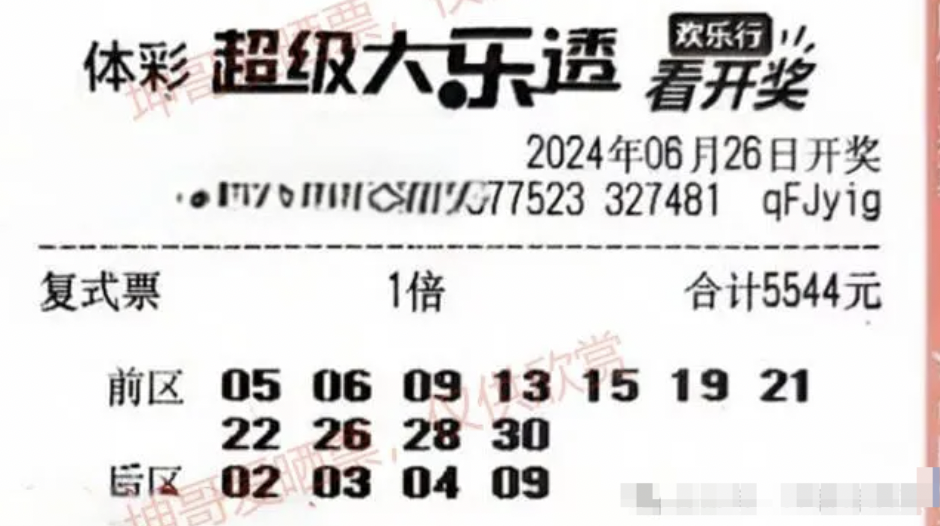 体彩 超级大乐透 欢乐行 看开奖
2024年06月26日开奖
77523 327481 qFJyig
复式票 1倍 合计5544元
前区 05 06 09 13 15 19 21
22 26 28 30
后区 02 03 04 09
坤哥爱晒票，仅供欣赏